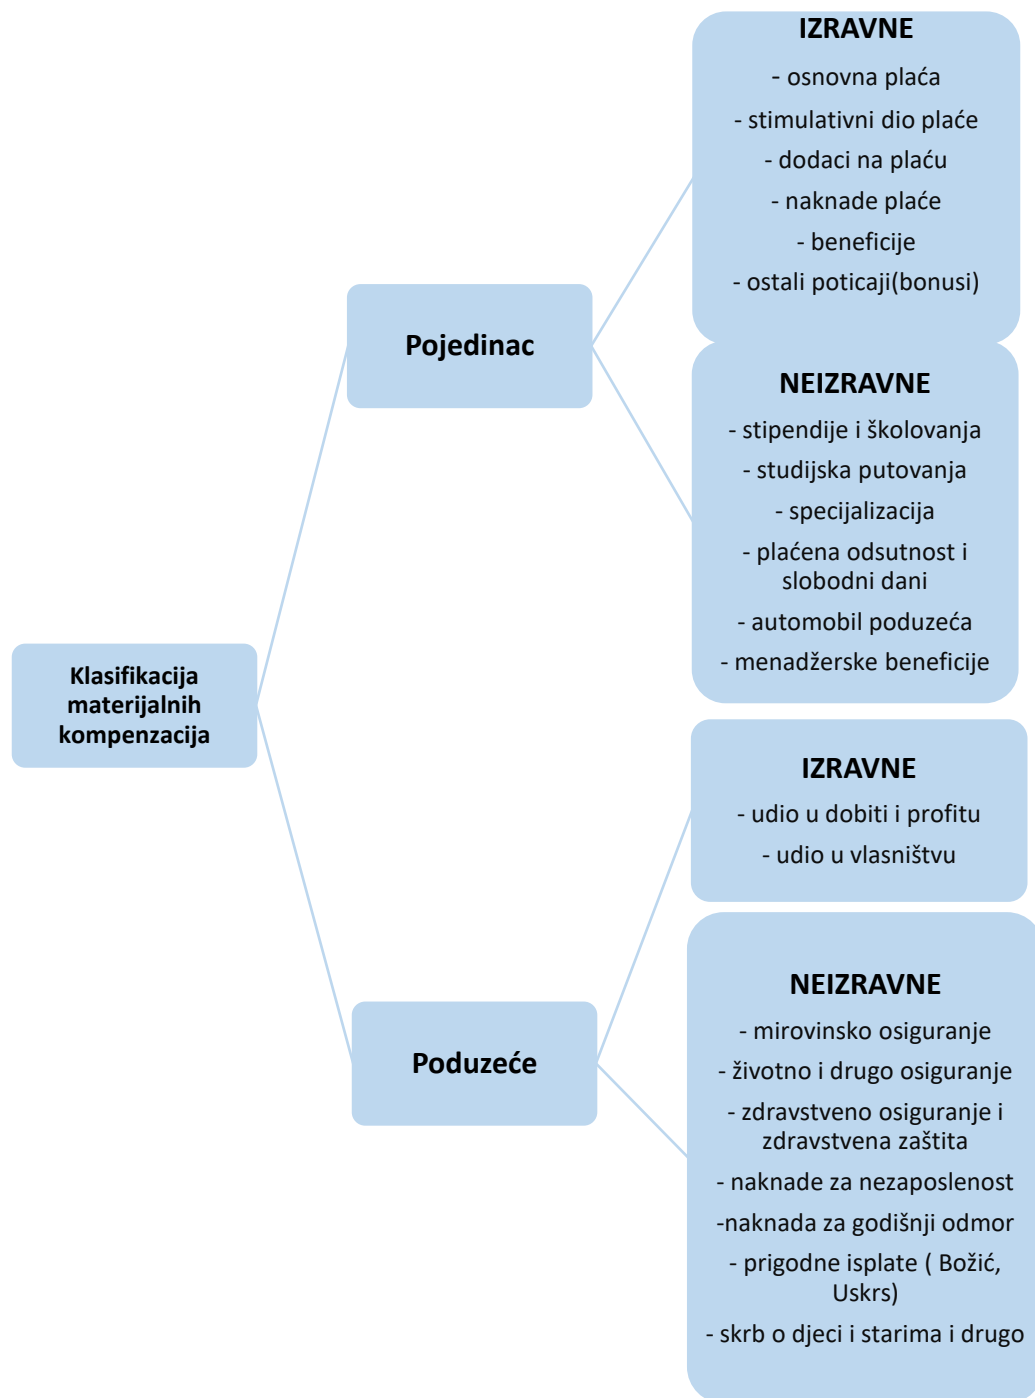 Klasifikacija
materijalnih
kompenzacija
Pojedinac
IZRAVNE
- osnovna plaća
- stimulativni dio plaće
- dodaci na plaću
- naknade plaće
- beneficije
- ostali poticaji(bonusi)
NEIZRAVNE
- stipendije i školovanja
- studijska putovanja
- specijalizacija
- plaćena odsutnost i
slobodni dani
- automobil poduzeća
- menadžerske beneficije
Poduzeće
IZRAVNE
- udio u dobiti i profitu
- udio u vlasništvu
NEIZRAVNE
- mirovinsko osiguranje
- životno i drugo osiguranje
- zdravstveno osiguranje i
zdravstvena zaštita
- naknade za nezaposlenost
-naknada za godišnji odmor
- prigodne isplate ( Božić,
Uskrs)
- skrb o djeci i starima i drugo